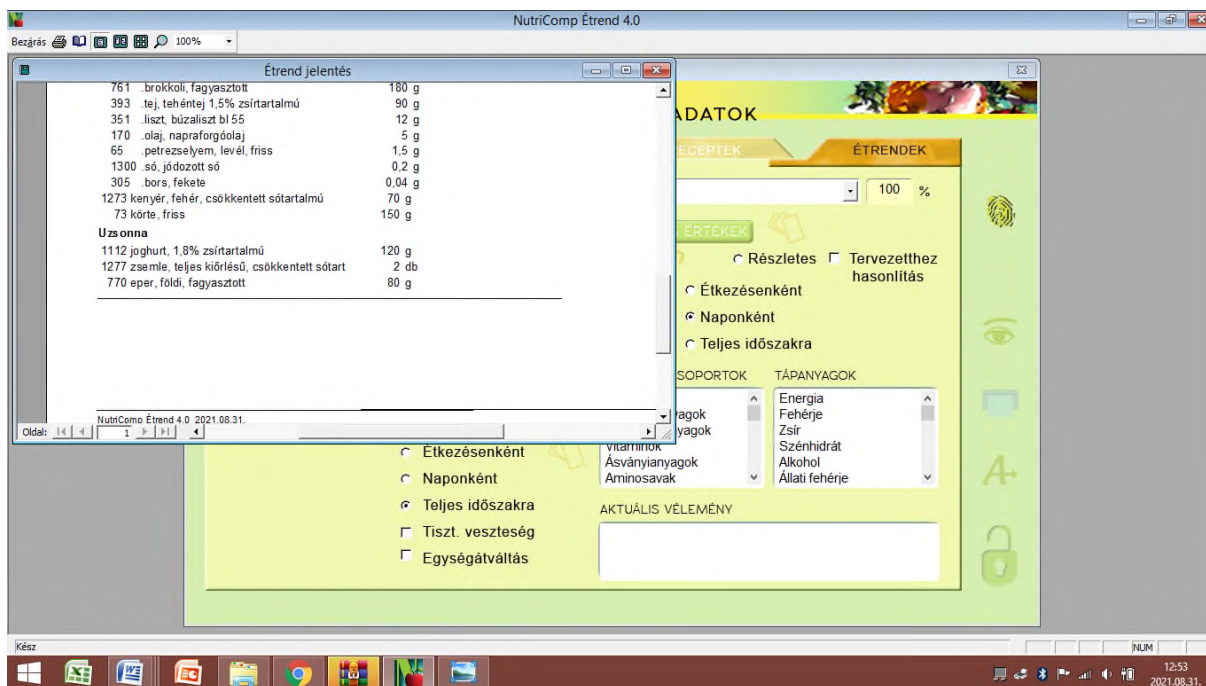 NutriComp Étrend 4.0
Bezárás 100%
Étrend jelentés
761 .brokkoli, fagyasztott 180 g
393 .tej, tehéntej 1,5% zsírtartalmú 90 g
351 .liszt, búzaliszt bl 55 12 g
170 .olaj, napraforgóolaj 5 g
65 .petrezselyem, levél, friss 1,5 g
1300 .só, jódozott só 0,2 g
305 .bors, fekete 0,04 g
1273 kenyér, fehér, csökkentett sótartalmú 70 g
73 körte, friss 150 g
Uzsonna
1112 joghurt, 1,8% zsírtartalmú 120 g
1277 zsemle, teljes kiőrlésű, csökkentett sótart 2 db
770 eper, földi, fagyasztott 80 g
NutriComp Étrend 4.0 2021.08.31.
Oldal: 1
ADATOK
RECEPTEK ÉTRENDEK
100 %
ÉRTÉKEK
Részletes Tervezetthez
hasonlítás
Étkezésenként
Naponként
Teljes időszakra
SOPORTOK TÁPANYAGOK
Energia
yagok Fehérje
yagok Zsír
Vitaminok Szénhidrát
Ásványianyagok Alkohol
Aminosavak Állati fehérje
Étkezésenként
Naponként
Teljes időszakra
Tiszt. veszteség
Egységátváltás
AKTUÁLIS VÉLEMÉNY
A
Kész NUM
12:53
2021.08.31.